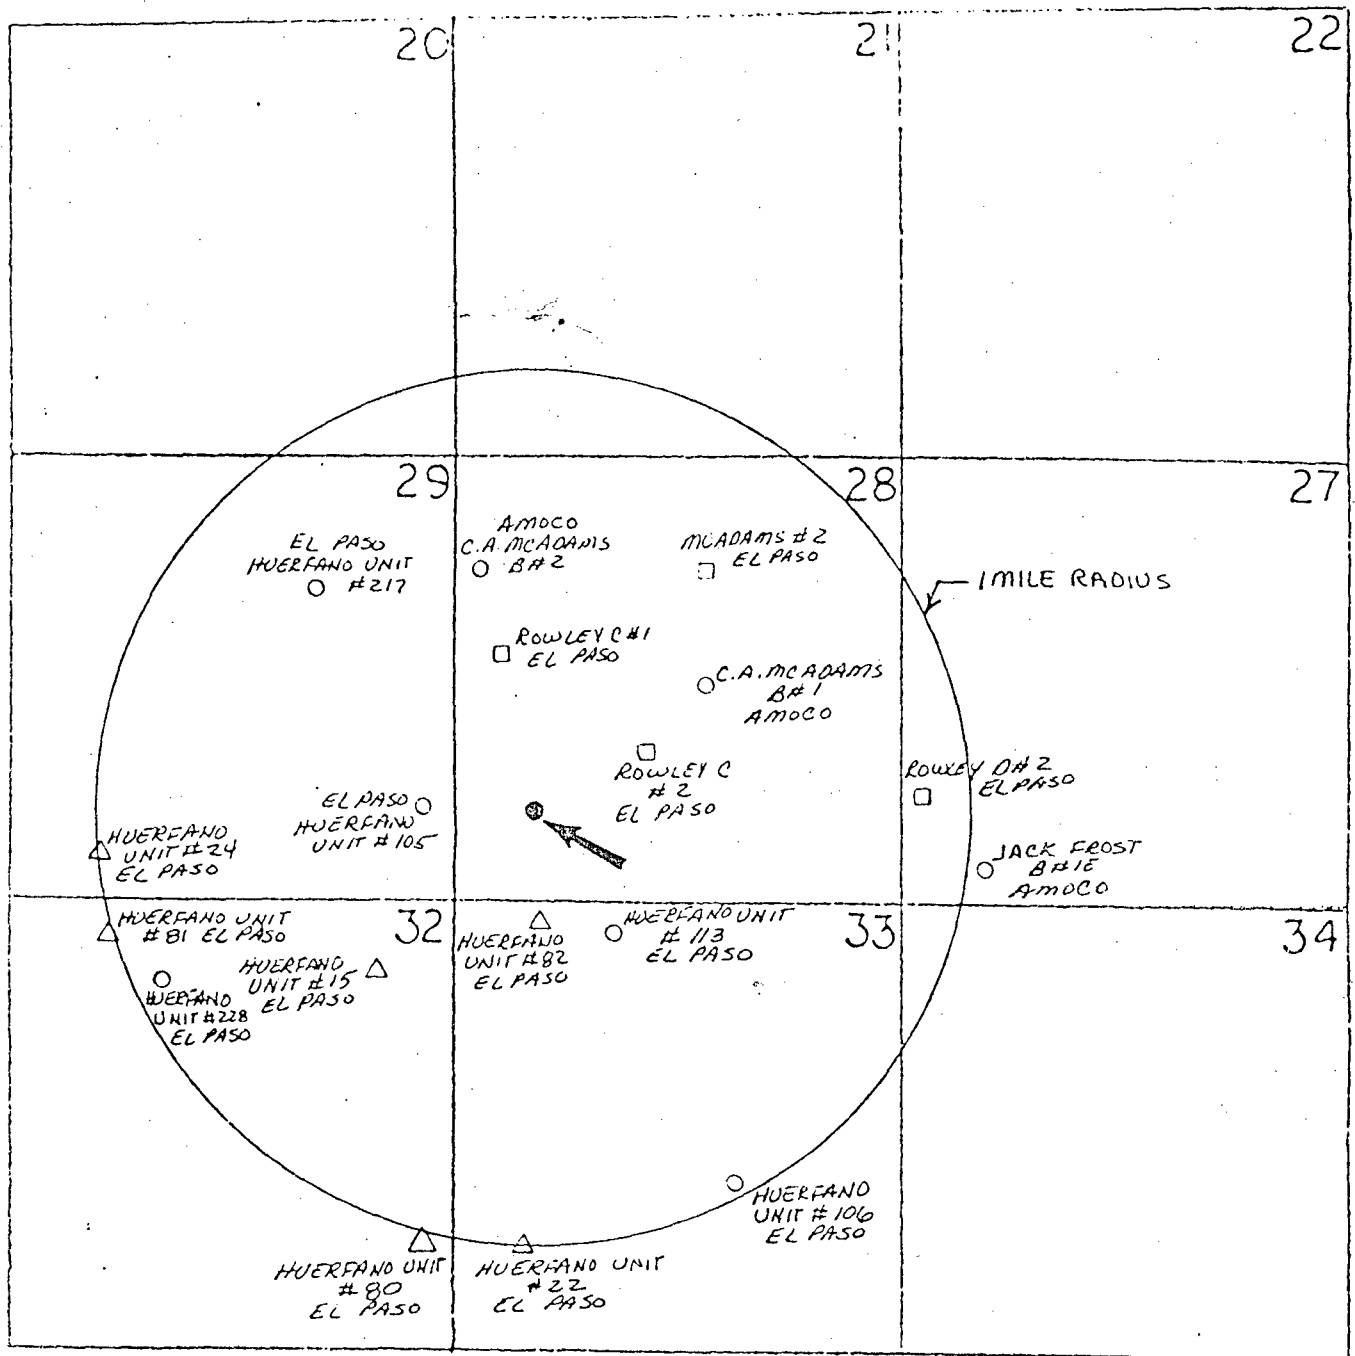 20
21
22
29
28
27
EL PASO
HUERFANO UNIT
#217
AMOCO
C.A. MCADAMS
B#2
MCADAMS #2
EL PASO
1 MILE RADIUS
ROWLEY C#1
EL PASO
C.A. MCADAMS
B#1
AMOCO
ROWLEY C
#2
EL PASO
ROWLEY D#2
EL PASO
EL PASO
HUERFANO
UNIT #105
HUERFANO
UNIT #24
EL PASO
JACK FROST
B#1E
AMOCO
32
33
34
HUERFANO UNIT
#81 EL PASO
HUERFANO
UNIT #15
EL PASO
HUERFANO
UNIT #228
EL PASO
HUERFANO
UNIT #82
EL PASO
HUERFANO UNIT
#113
EL PASO
HUERFANO
UNIT #106
EL PASO
HUERFANO UNIT
#80
EL PASO
HUERFANO UNIT
#22
EL PASO